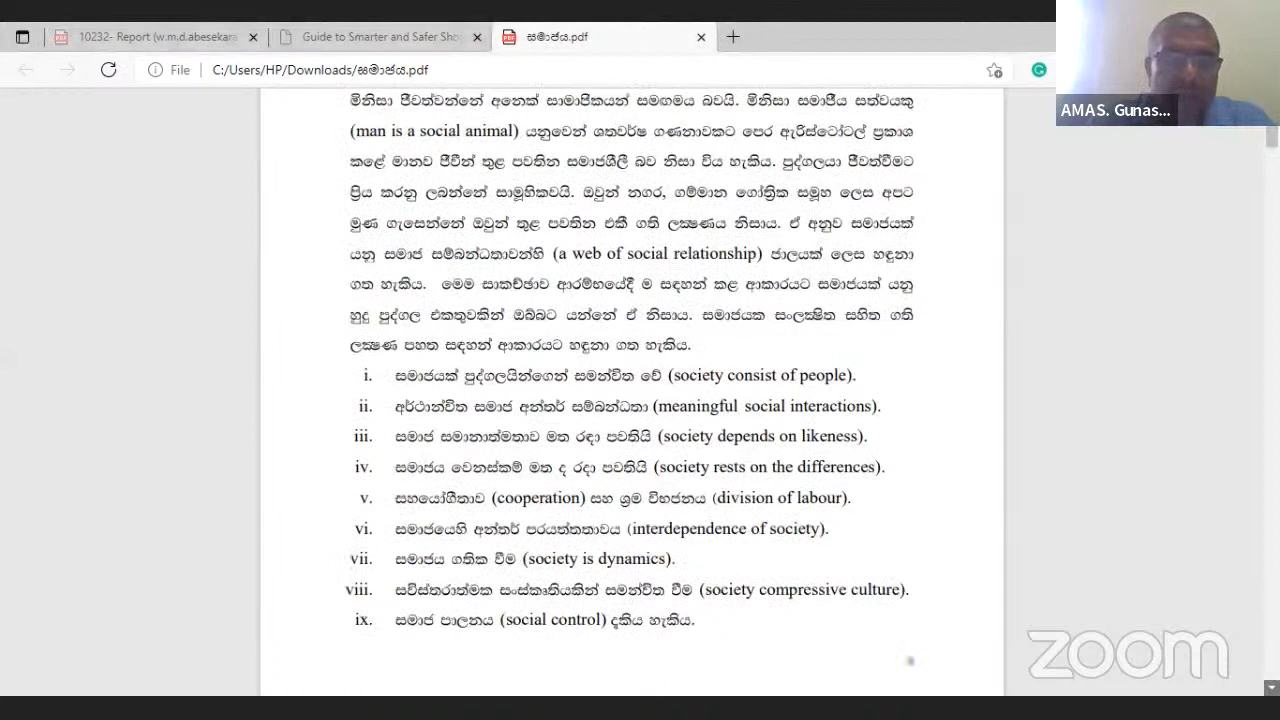 10232- Report (w.m.d.abesekara
Guide to Smarter and Safer Sho
සමාජය.pdf
File
C:/Users/HP/Downloads/සමාජය.pdf
AMAS. Gunas...
මිනිසා ජීවත්වන්නේ අනෙක් සාමාජිකයන් සමඟමය බවයි. මිනිසා සමාජීය සත්වයකු
(man is a social animal) යනුවෙන් ශතවර්ෂ ගණනාවකට පෙර ඇරිස්ටෝටල් ප්‍රකාශ
කළේ මානව ජීවීන් තුළ පවතින සමාජශීලී බව නිසා විය හැකිය. පුද්ගලයා ජීවත්වීමට
ප්‍රිය කරනු ලබන්නේ සාමූහිකවයි. ඔවුන් නගර, ගම්මාන ගෝත්‍රික සමූහ ලෙස අපට
මුණ ගැසෙන්නේ ඔවුන් තුළ පවතින එකී ගති ලක්‍ෂණය නිසාය. ඒ අනුව සමාජයක්
යනු සමාජ සම්බන්ධතාවන්හි (a web of social relationship) ජාලයක් ලෙස හඳුනා
ගත හැකිය. මෙම සාකච්ඡාව ආරම්භයේදී ම සඳහන් කළ ආකාරයට සමාජයක් යනු
හුදු පුද්ගල එකතුවකින් ඔබ්බට යන්නේ ඒ නිසාය. සමාජයක සංලක්‍ෂිත සහිත ගති
ලක්‍ෂණ පහත සඳහන් ආකාරයට හඳුනා ගත හැකිය.
i. සමාජයක් පුද්ගලයින්ගෙන් සමන්විත වේ (society consist of people).
ii. අර්ථාන්විත සමාජ අන්තර් සම්බන්ධතා (meaningful social interactions).
iii. සමාජ සමානාත්මතාව මත රඳා පවතියි (society depends on likeness).
iv. සමාජය වෙනස්කම් මත ද රදා පවතියි (society rests on the differences).
v. සහයෝගීතාව (cooperation) සහ ශ්‍රම විභජනය (division of labour).
vi. සමාජයෙහි අන්තර් පරයත්තතාවය (interdependence of society).
vii. සමාජය ගතික වීම (society is dynamics).
viii. සවිස්තරාත්මක සංස්කෘතියකින් සමන්විත වීම (society compressive culture).
ix. සමාජ පාලනය (social control) දැකිය හැකිය.
zoom